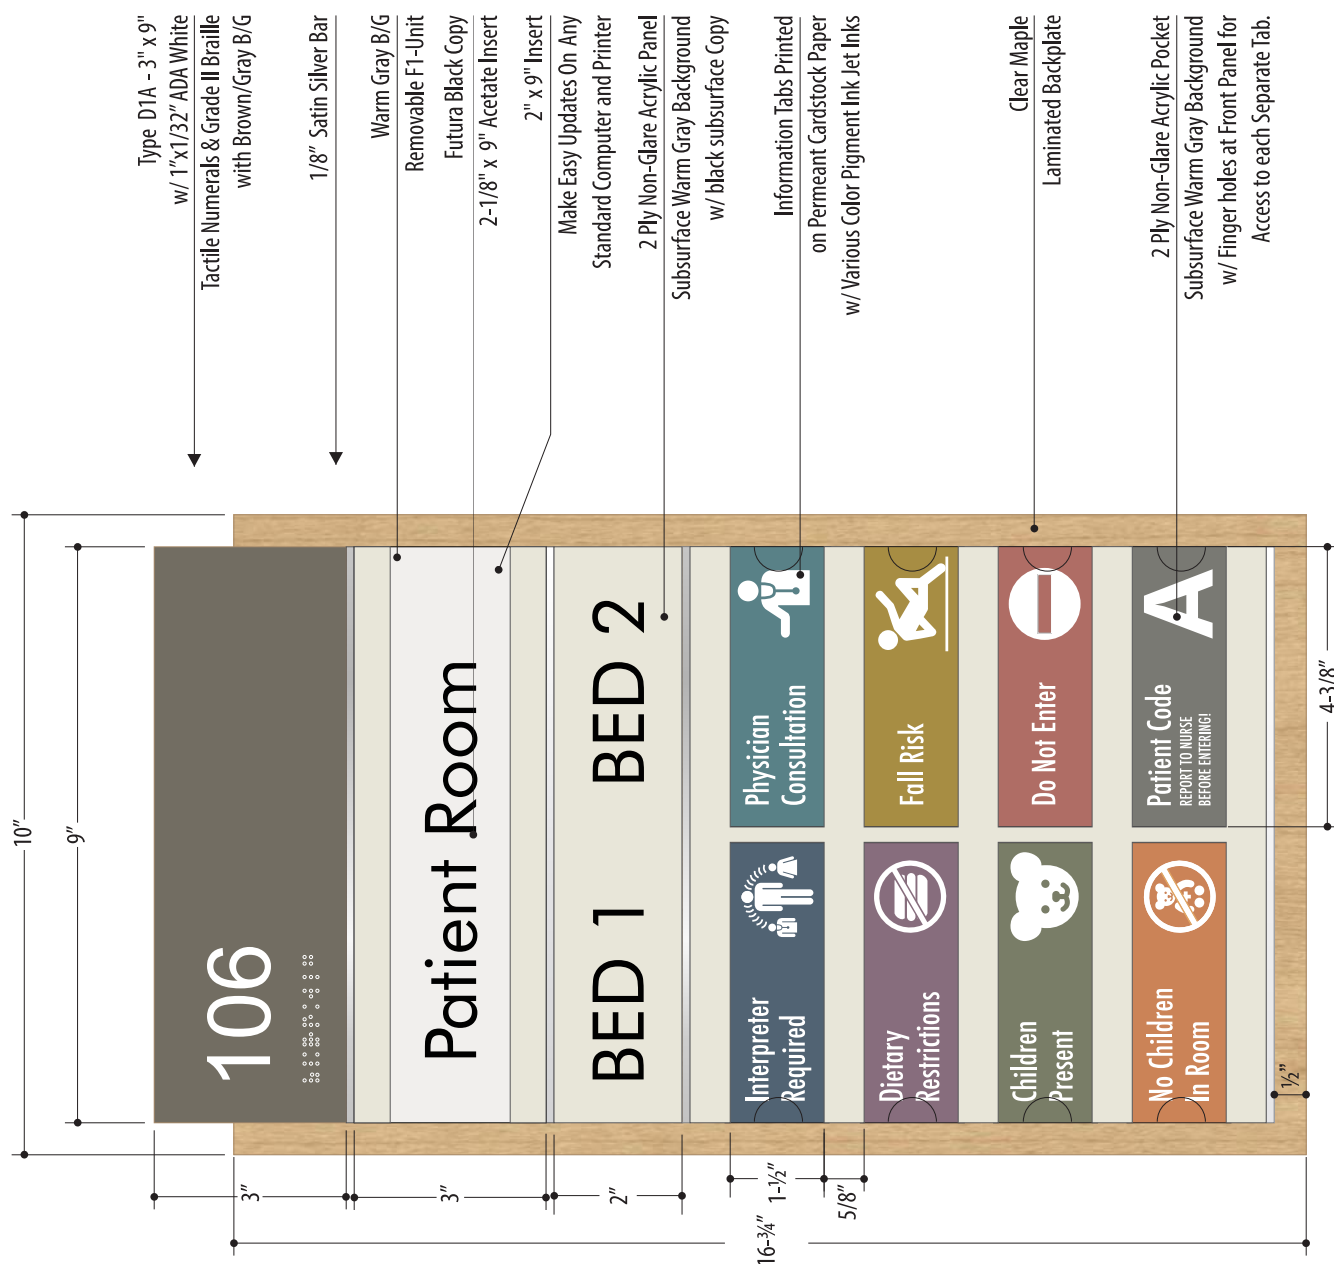 Type D1A - 3" x 9"
w/ 1"x1/32" ADA White
Tactile Numerals & Grade II Braille
with Brown/Gray B/G
1/8" Satin Silver Bar
Warm Gray B/G
Removable F1-Unit
Futura Black Copy
2-1/8" x 9" Acetate Insert
2" x 9" Insert
Make Easy Updates On Any
Standard Computer and Printer
2 Ply Non-Glare Acrylic Panel
Subsurface Warm Gray Background
w/ black subsurface Copy
Information Tabs Printed
on Permeant Cardstock Paper
w/ Various Color Pigment Ink Jet Inks
Clear Maple
Laminated Backplate
2 Ply Non-Glare Acrylic Pocket
Subsurface Warm Gray Background
w/ Finger holes at Front Panel for
Access to each Separate Tab.
10"
9"
106
Patient Room
BED 1 BED 2
Interpreter
Required
Physician
Consultation
Dietary
Restrictions
Fall Risk
Children
Present
Do Not Enter
No Children
In Room
Patient Code
REPORT TO NURSE
BEFORE ENTERING!
A
3"
3"
2"
1-½"
5/8"
16-¾"
½"
4-3/8"